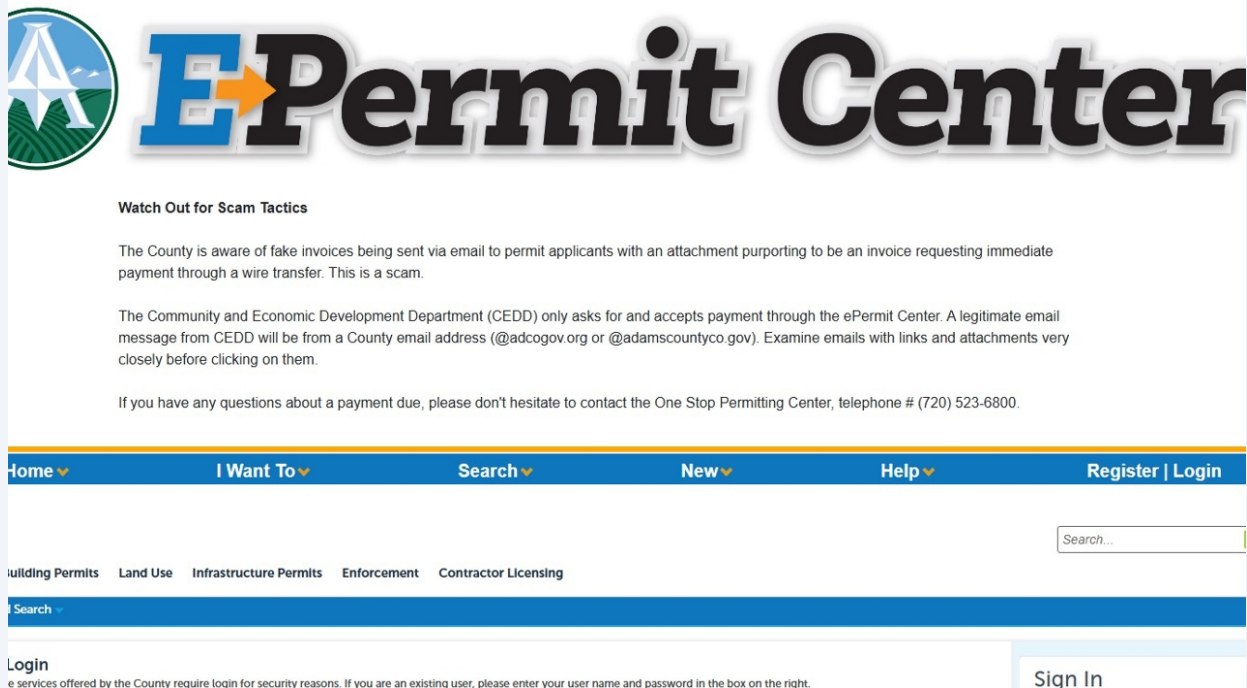 E Permit Center
Watch Out for Scam Tactics
The County is aware of fake invoices being sent via email to permit applicants with an attachment purporting to be an invoice requesting immediate
payment through a wire transfer. This is a scam.
The Community and Economic Development Department (CEDD) only asks for and accepts payment through the ePermit Center. A legitimate email
message from CEDD will be from a County email address (@adcogov.org or @adamscountyco.gov). Examine emails with links and attachments very
closely before clicking on them.
If you have any questions about a payment due, please don't hesitate to contact the One Stop Permitting Center, telephone # (720) 523-6800.
Home I Want To Search New Help Register | Login
Search...
Building Permits Land Use Infrastructure Permits Enforcement Contractor Licensing
Search
Login
services offered by the County require login for security reasons. If you are an existing user, please enter your user name and password in the box on the right.
Sign In